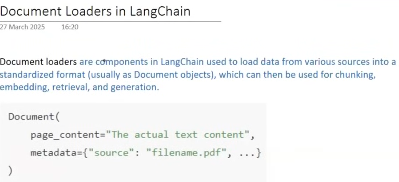 Document Loaders in LangChain
27 March 2025 16:20
Document loaders are components in LangChain used to load data from various sources into a
standardized format (usually as Document objects), which can then be used for chunking,
embedding, retrieval, and generation.
Document(
    page_content="The actual text content",
    metadata={"source": "filename.pdf", ...}
)